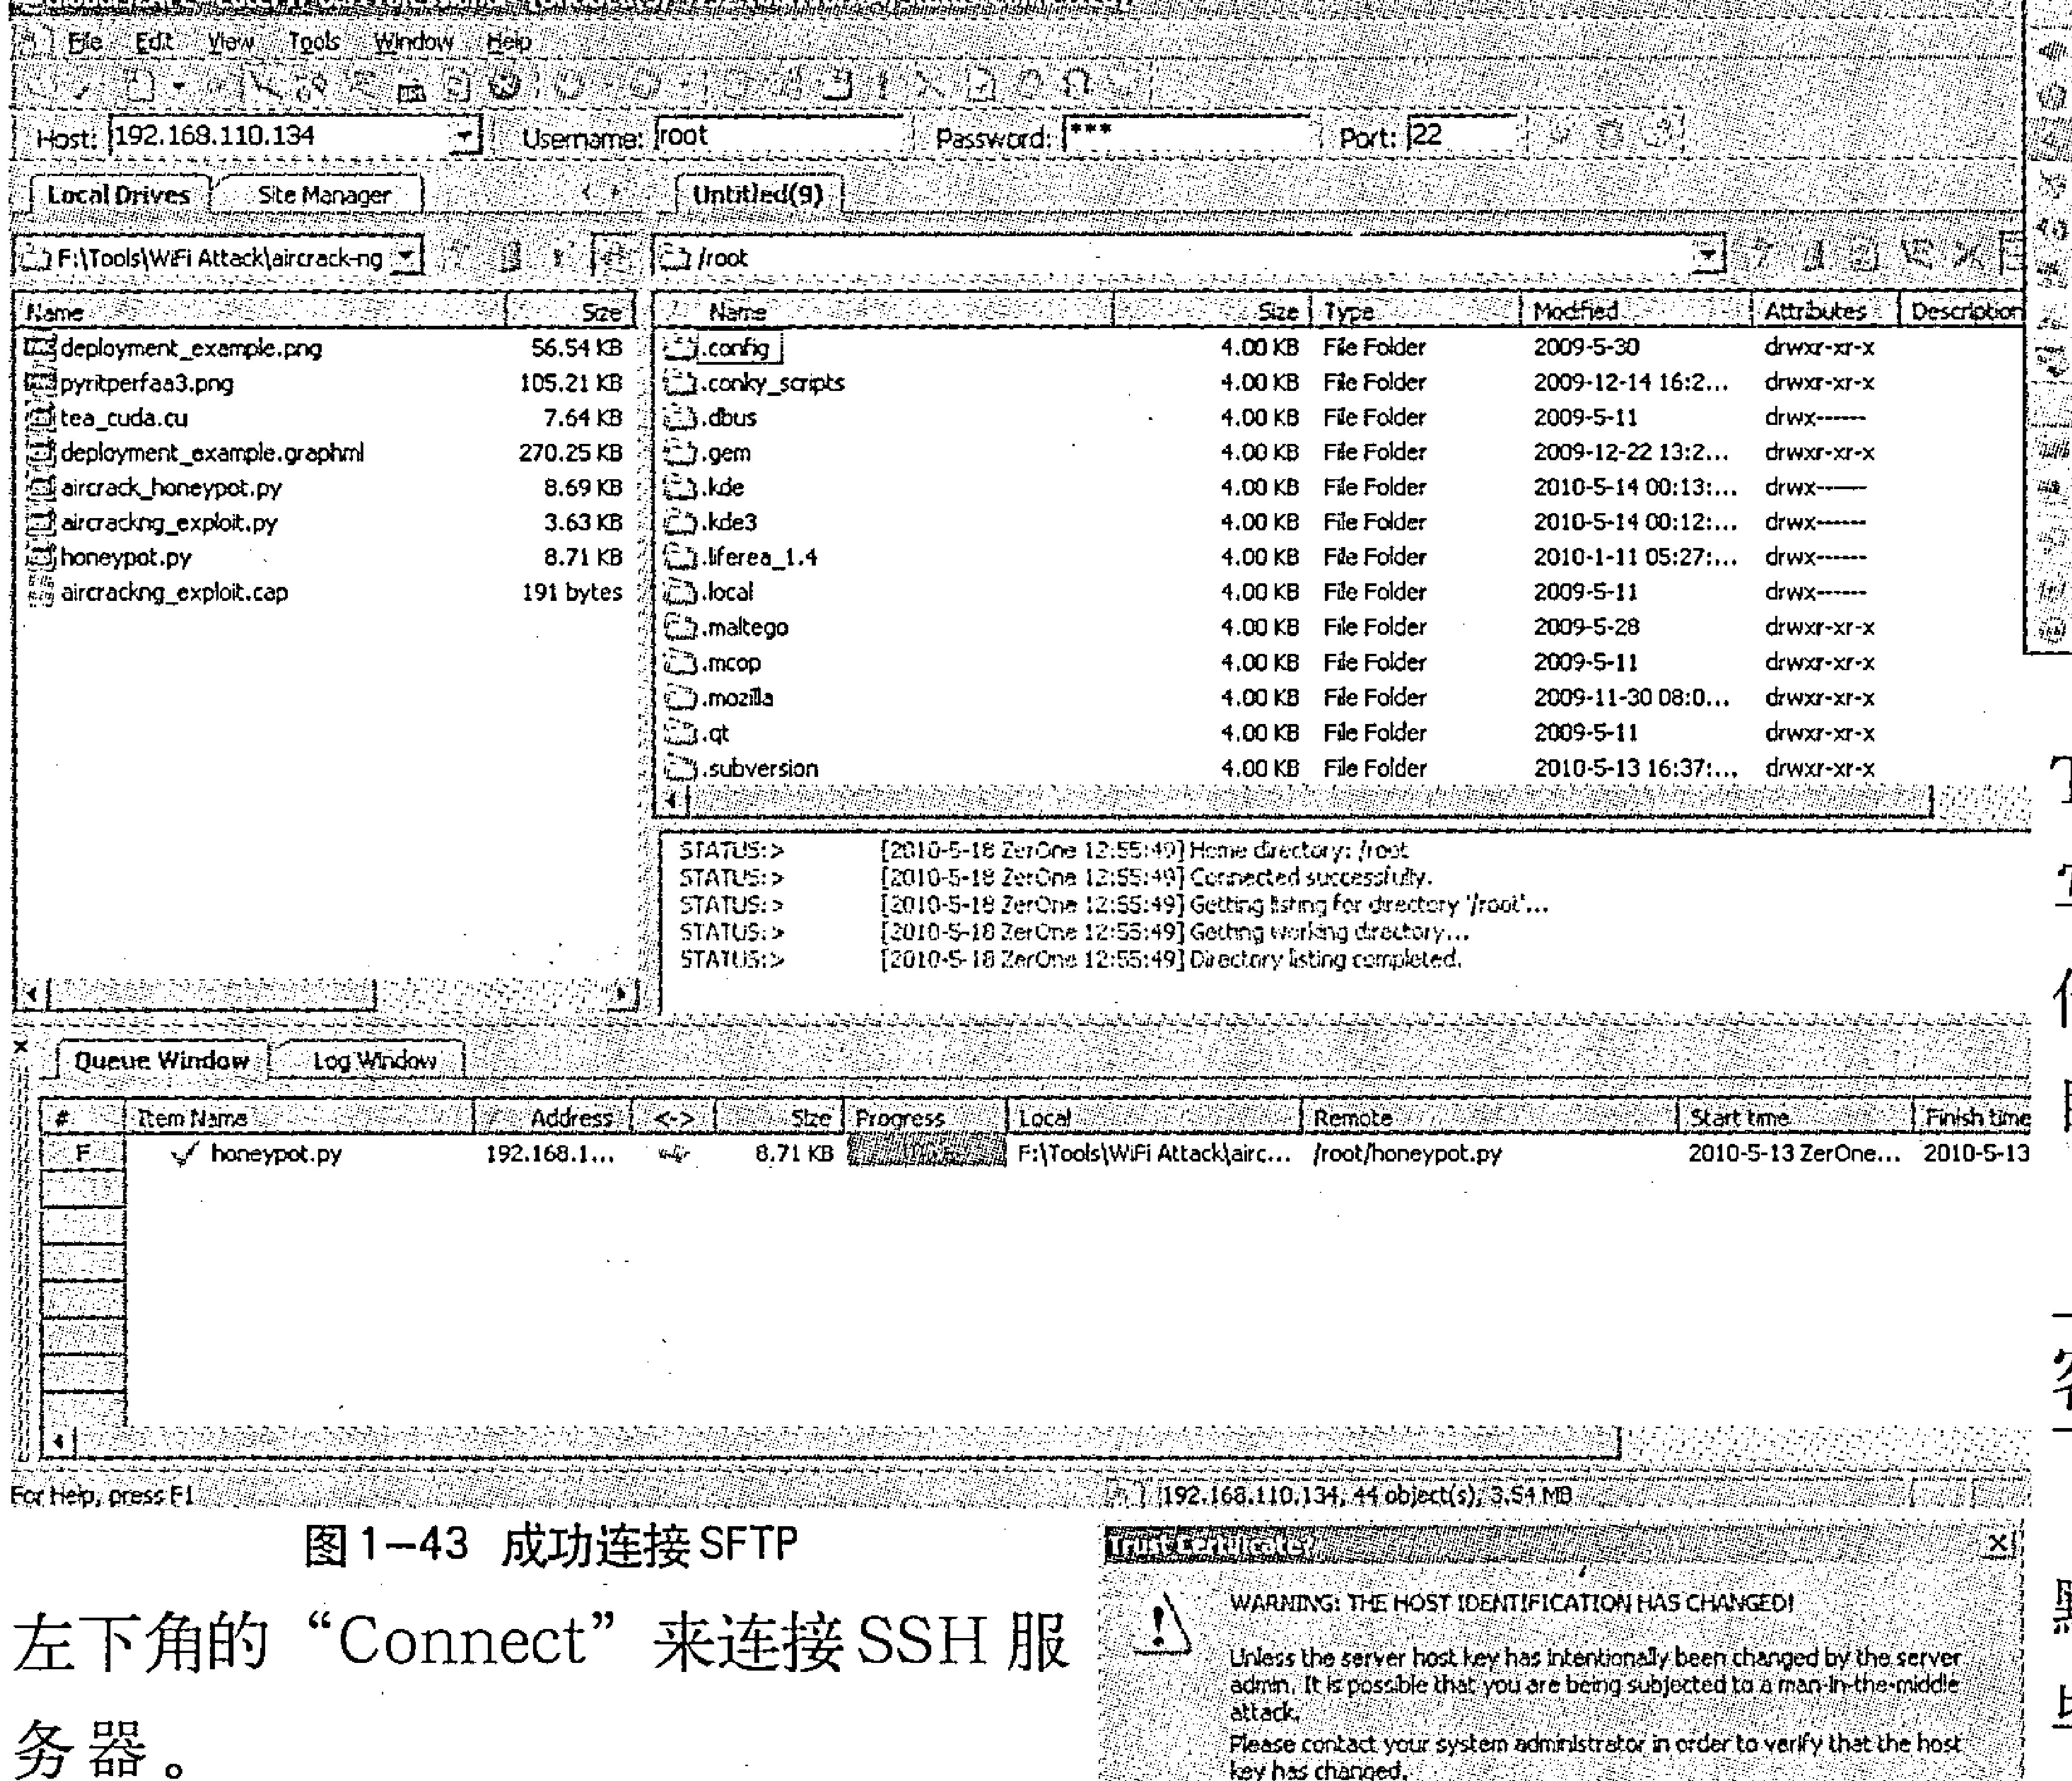 File Edit View Tools Window Help
Host: 192.168.110.134 Username: root Password: *** Port: 22
Local Drives Site Manager Untitled(9)
F:\Tools\WiFi Attack\aircrack-ng /root
Name Size Name Size Type Modified Attributes Description
deployment_example.png 56.54 KB .config 4.00 KB File Folder 2009-5-30 drwxr-xr-x
pyritperfaa3.png 105.21 KB .conky_scripts 4.00 KB File Folder 2009-12-14 16:2... drwxr-xr-x
tea_cuda.cu 7.64 KB .dbus 4.00 KB File Folder 2009-5-11 drwx------
deployment_example.graphml 270.25 KB .gem 4.00 KB File Folder 2009-12-22 13:2... drwxr-xr-x
aircrack_honeypot.py 8.69 KB .kde 4.00 KB File Folder 2010-5-14 00:13:... drwx------
aircrackng_exploit.py 3.63 KB .kde3 4.00 KB File Folder 2010-5-14 00:12:... drwx------
honeypot.py 8.71 KB .liferea_1.4 4.00 KB File Folder 2010-1-11 05:27:... drwx------
aircrackng_exploit.cap 191 bytes .local 4.00 KB File Folder 2009-5-11 drwx------
.maltego 4.00 KB File Folder 2009-5-28 drwxr-xr-x
.mcop 4.00 KB File Folder 2009-5-11 drwxr-xr-x
.mozilla 4.00 KB File Folder 2009-11-30 08:0... drwxr-xr-x
.qt 4.00 KB File Folder 2009-5-11 drwxr-xr-x
.subversion 4.00 KB File Folder 2010-5-13 16:37:... drwxr-xr-x
STATUS:> [2010-5-18 ZerOne 12:55:49] Home directory: /root
STATUS:> [2010-5-18 ZerOne 12:55:49] Connected successfully.
STATUS:> [2010-5-18 ZerOne 12:55:49] Getting listing for directory '/root'...
STATUS:> [2010-5-18 ZerOne 12:55:49] Getting working directory...
STATUS:> [2010-5-18 ZerOne 12:55:49] Directory listing completed.
Queue Window Log Window
# Item Name Address <-> Size Progress Local Remote Start time Finish time
F honeypot.py 192.168.1... 8.71 KB F:\Tools\WiFi Attack\airc... /root/honeypot.py 2010-5-13 ZerOne... 2010-5-13
For Help, press F1 192.168.110.134, 44 object(s), 3.54 MB
图1-43 成功连接SFTP
左下角的“Connect”来连接SSH服
务器。
Trust Certificate?
WARNING: THE HOST IDENTIFICATION HAS CHANGED!
Unless the server host key has intentionally been changed by the server
admin, It is possible that you are being subjected to a man-in-the-middle
attack.
Please contact your system administrator in order to verify that the host
key has changed.